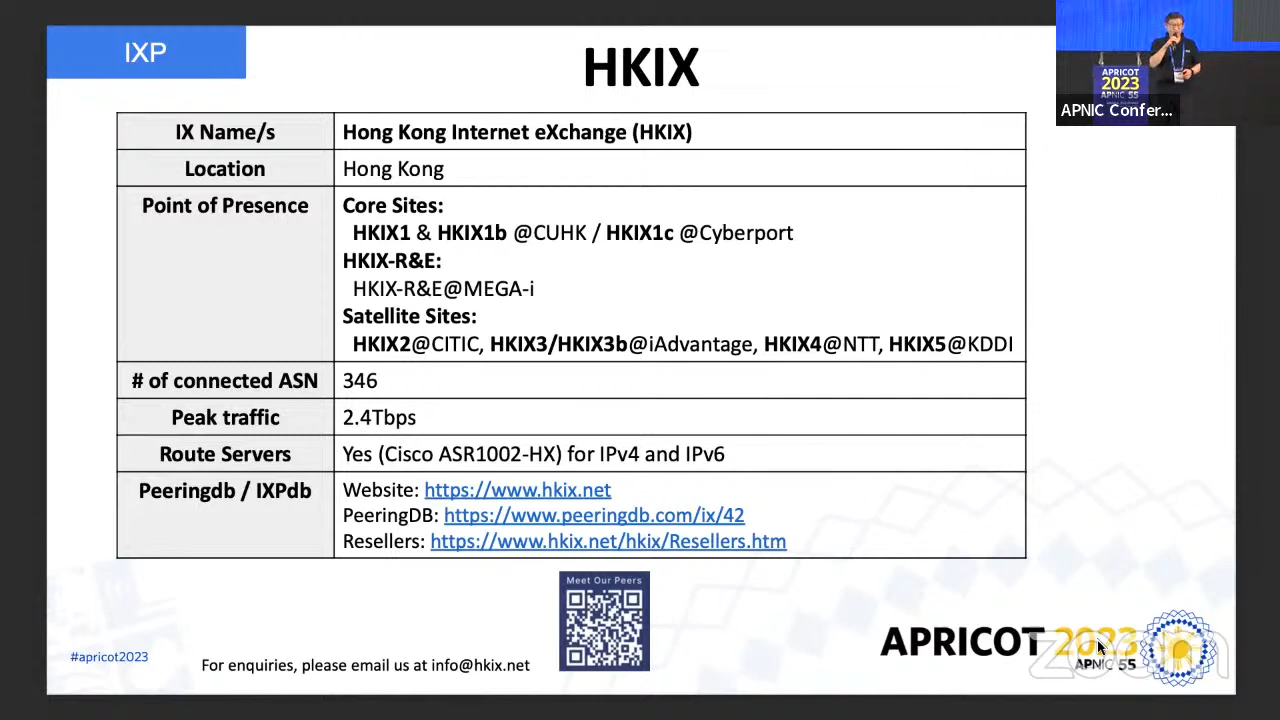 IXP
HKIX
APRICOT
2023
APNIC 55
APNIC Confer...
IX Name/s
Hong Kong Internet eXchange (HKIX)
Location
Hong Kong
Point of Presence
Core Sites:
HKIX1 & HKIX1b @CUHK / HKIX1c @Cyberport
HKIX-R&E:
HKIX-R&E@MEGA-i
Satellite Sites:
HKIX2@CITIC, HKIX3/HKIX3b@iAdvantage, HKIX4@NTT, HKIX5@KDDI
# of connected ASN
346
Peak traffic
2.4Tbps
Route Servers
Yes (Cisco ASR1002-HX) for IPv4 and IPv6
Peeringdb / IXPdb
Website: https://www.hkix.net
PeeringDB: https://www.peeringdb.com/ix/42
Resellers: https://www.hkix.net/hkix/Resellers.htm
Meet Our Peers
#apricot2023
For enquiries, please email us at info@hkix.net
APRICOT 2023
APNIC 55
zoom